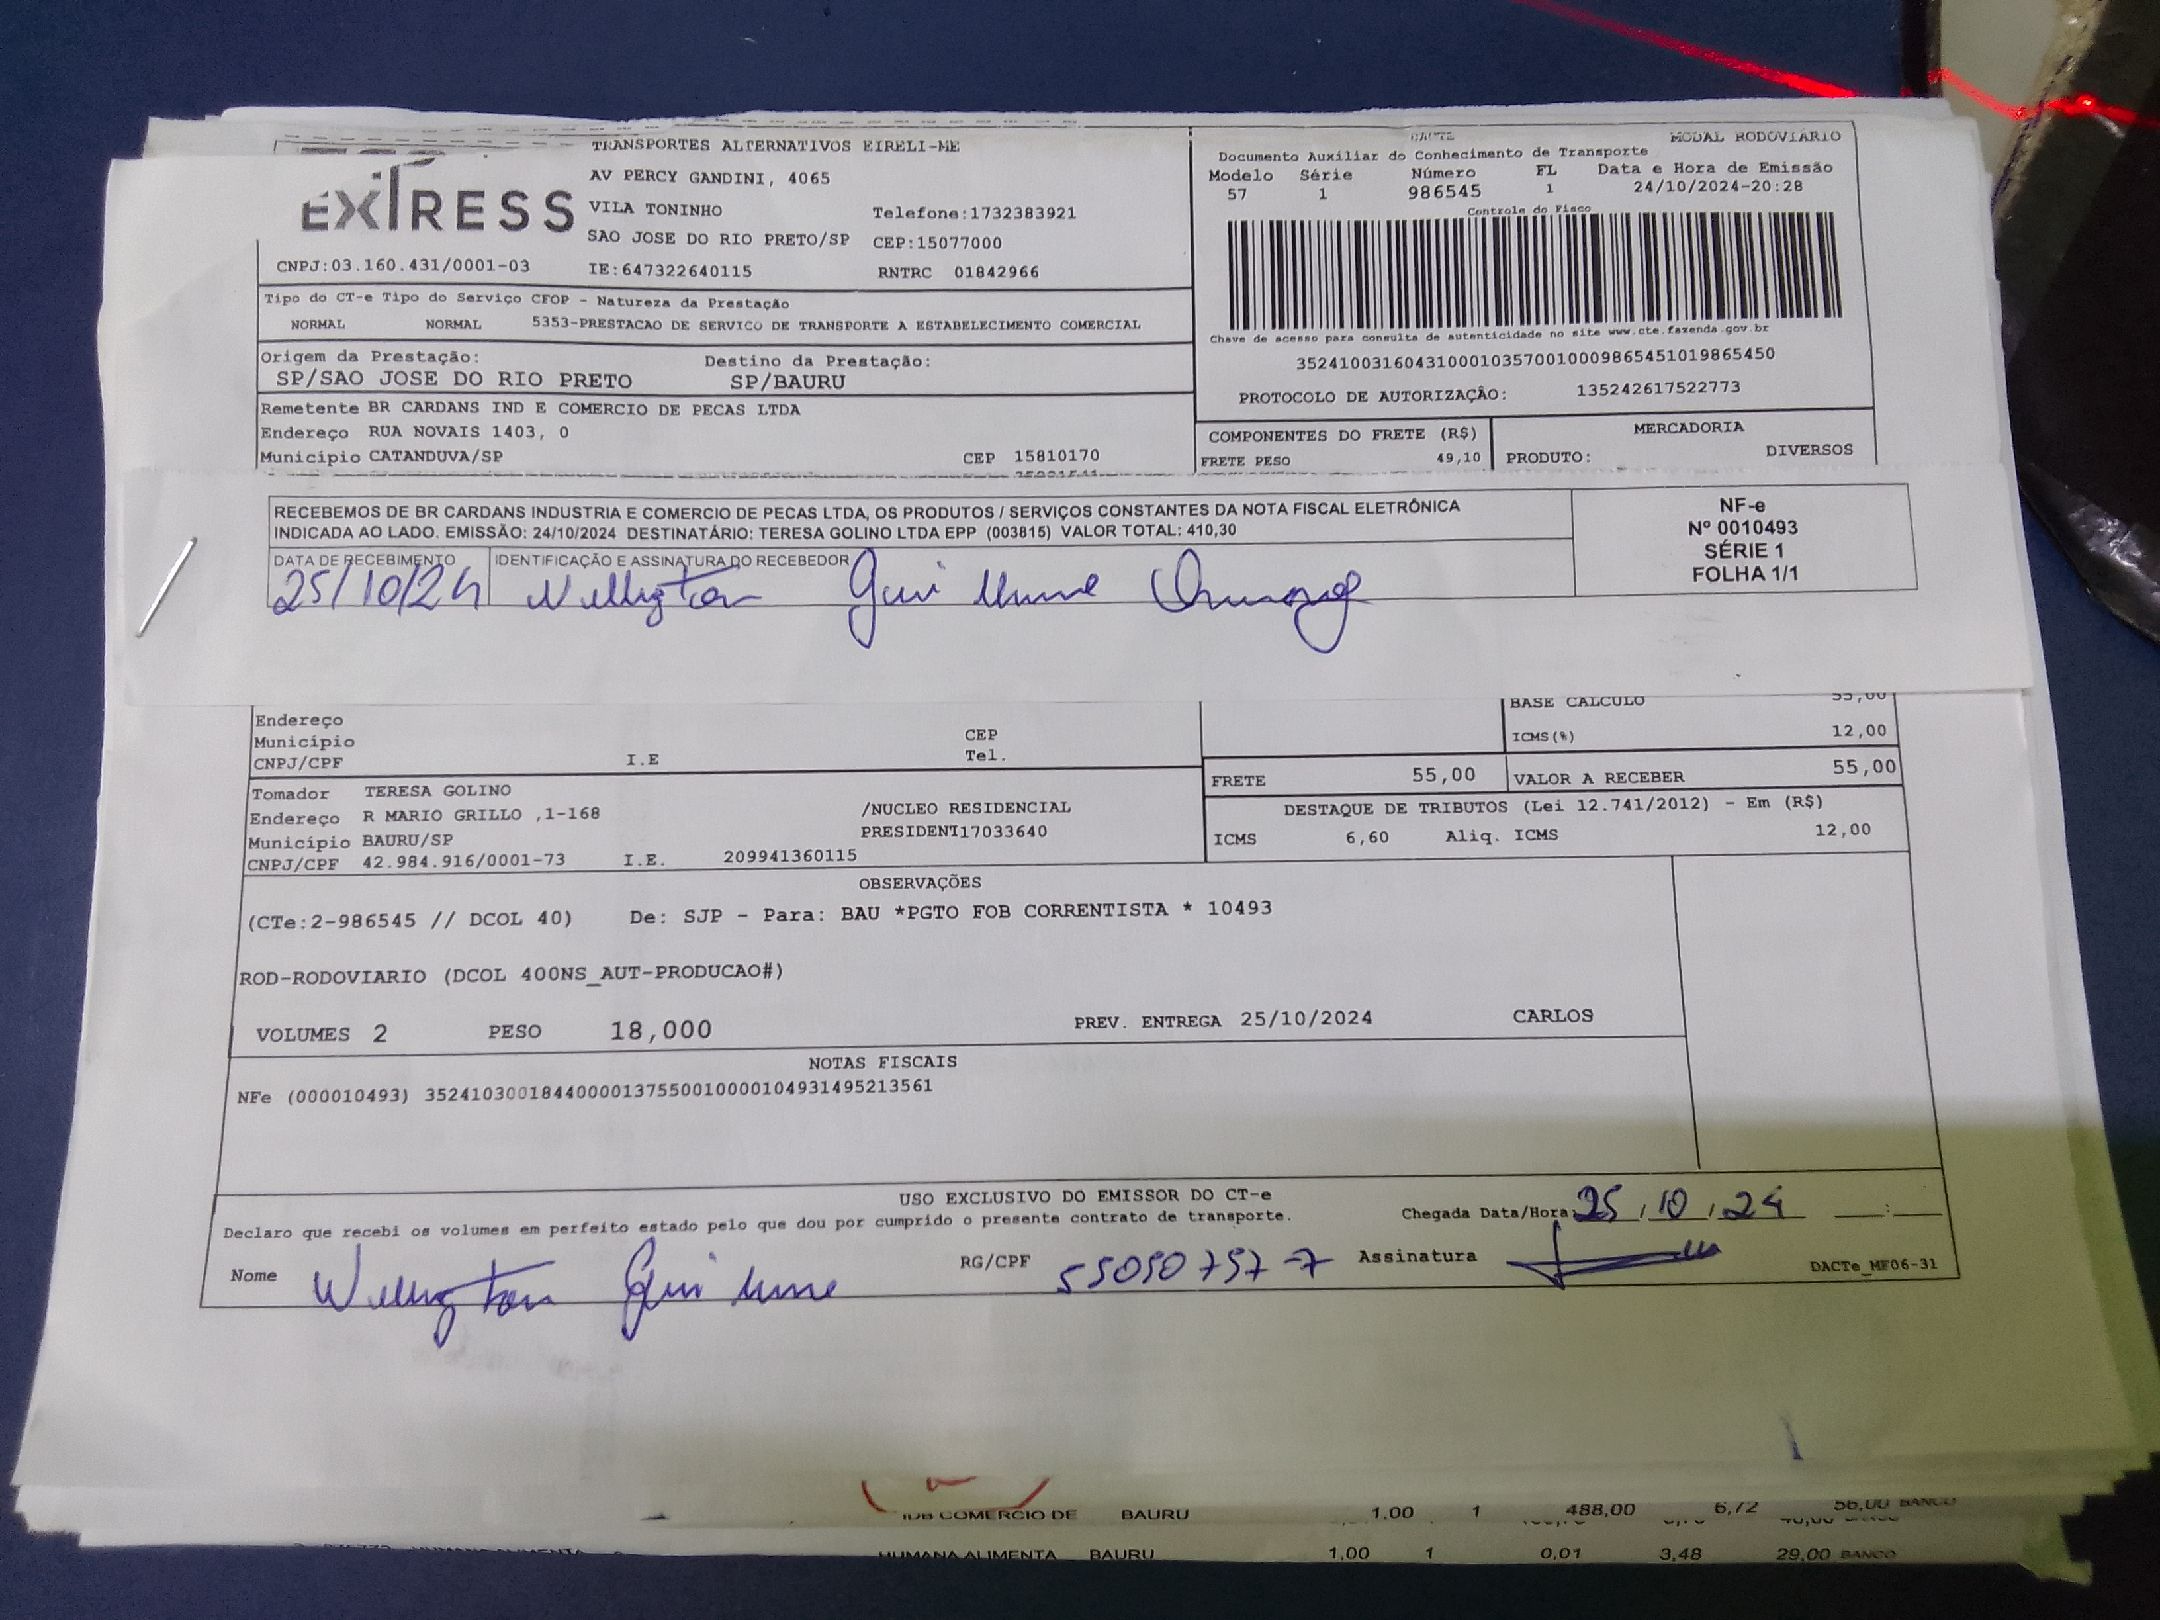 EXPRESS
TRANSPORTES ALTERNATIVOS EIRELI-ME
AV PERCY GANDINI, 4065
VILA TONINHO Telefone:1732383921
SAO JOSE DO RIO PRETO/SP CEP:15077000
CNPJ:03.160.431/0001-03 IE:647322640115 RNTRC 01842966
DACTE MODAL RODOVIÁRIO
Documento Auxiliar do Conhecimento de Transporte
Modelo Série Número FL Data e Hora de Emissão
57 1 986545 1 24/10/2024-20:28
Controle do Fisco
Chave de acesso para consulta de autenticidade no site www.cte.fazenda.gov.br
35241003160431000103570010009865451019865450
PROTOCOLO DE AUTORIZAÇÃO: 135242617522773
Tipo do CT-e Tipo do Serviço CFOP - Natureza da Prestação
NORMAL NORMAL 5353-PRESTACAO DE SERVICO DE TRANSPORTE A ESTABELECIMENTO COMERCIAL
Origem da Prestação: Destino da Prestação:
SP/SAO JOSE DO RIO PRETO SP/BAURU
Remetente BR CARDANS IND E COMERCIO DE PECAS LTDA
Endereço RUA NOVAIS 1403, 0
Município CATANDUVA/SP CEP 15810170
COMPONENTES DO FRETE (R$) MERCADORIA
FRETE PESO 49,10 PRODUTO: DIVERSOS
RECEBEMOS DE BR CARDANS INDUSTRIA E COMERCIO DE PECAS LTDA, OS PRODUTOS / SERVIÇOS CONSTANTES DA NOTA FISCAL ELETRÔNICA
INDICADA AO LADO. EMISSÃO: 24/10/2024 DESTINATÁRIO: TERESA GOLINO LTDA EPP (003815) VALOR TOTAL: 410,30
DATA DE RECEBIMENTO IDENTIFICAÇÃO E ASSINATURA DO RECEBEDOR
25/10/24 Wellington Guilherme
NF-e
Nº 0010493
SÉRIE 1
FOLHA 1/1
Endereço
Município CEP
CNPJ/CPF I.E Tel.
BASE CALCULO 55,00
ICMS(%) 12,00
FRETE 55,00 VALOR A RECEBER 55,00
Tomador TERESA GOLINO
Endereço R MARIO GRILLO ,1-168 /NUCLEO RESIDENCIAL
Município BAURU/SP PRESIDENT17033640
CNPJ/CPF 42.984.916/0001-73 I.E. 209941360115
DESTAQUE DE TRIBUTOS (Lei 12.741/2012) - Em (R$)
ICMS 6,60 Aliq. ICMS 12,00
OBSERVAÇÕES
(CTe:2-986545 // DCOL 40) De: SJP - Para: BAU *PGTO FOB CORRENTISTA * 10493
ROD-RODOVIARIO (DCOL 400NS_AUT-PRODUCAO#)
VOLUMES 2 PESO 18,000 PREV. ENTREGA 25/10/2024 CARLOS
NOTAS FISCAIS
NFe (000010493) 35241030018440000137550010000104931495213561
USO EXCLUSIVO DO EMISSOR DO CT-e
Declaro que recebi os volumes em perfeito estado pelo que dou por cumprido o presente contrato de transporte. Chegada Data/Hora: 25/10/24 __:__
Nome Wellington Guilherme RG/CPF 55050757-7 Assinatura DACTe_MF06-31
COMERCIO DE BAURU 1,00 1 488,00 6,72 56,00 BANCO
HUMANA ALIMENTA BAURU 1,00 1 0,01 3,48 29,00 BANCO